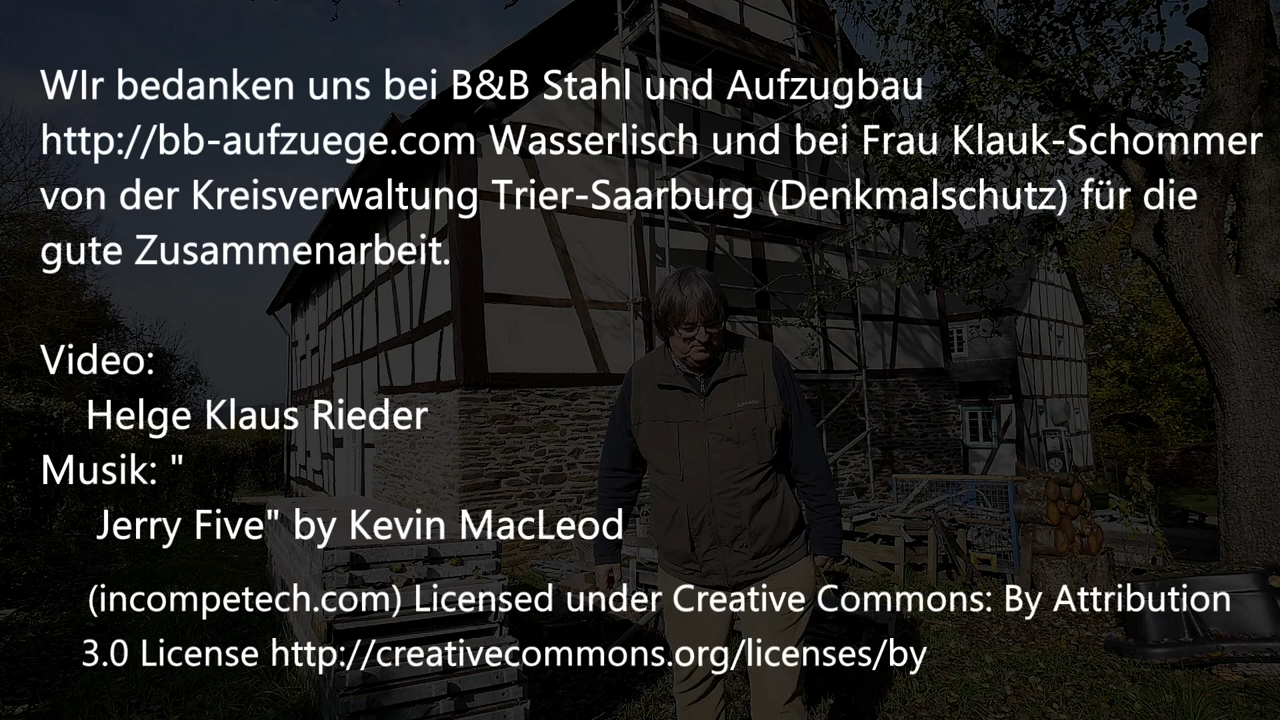 WIr bedanken uns bei B&B Stahl und Aufzugbau
http://bb-aufzuege.com Wasserlisch und bei Frau Klauk-Schommer
von der Kreisverwaltung Trier-Saarburg (Denkmalschutz) für die
gute Zusammenarbeit.
Video:
Helge Klaus Rieder
Musik: "
Jerry Five" by Kevin MacLeod
(incompetech.com) Licensed under Creative Commons: By Attribution
3.0 License http://creativecommons.org/licenses/by